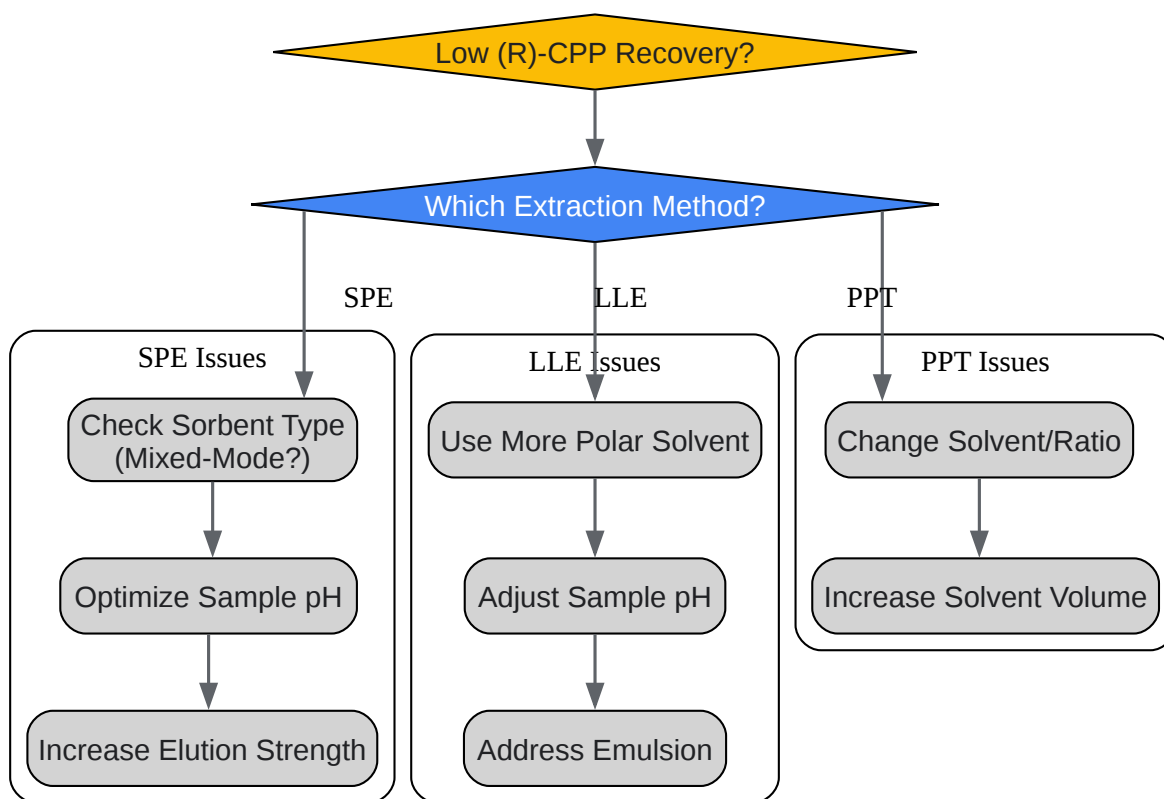 Low (R)-CPP Recovery?
Which Extraction Method?
SPE
LLE
PPT
SPE Issues
Check Sorbent Type
(Mixed-Mode?)
Optimize Sample pH
Increase Elution Strength
LLE Issues
Use More Polar Solvent
Adjust Sample pH
Address Emulsion
PPT Issues
Change Solvent/Ratio
Increase Solvent Volume